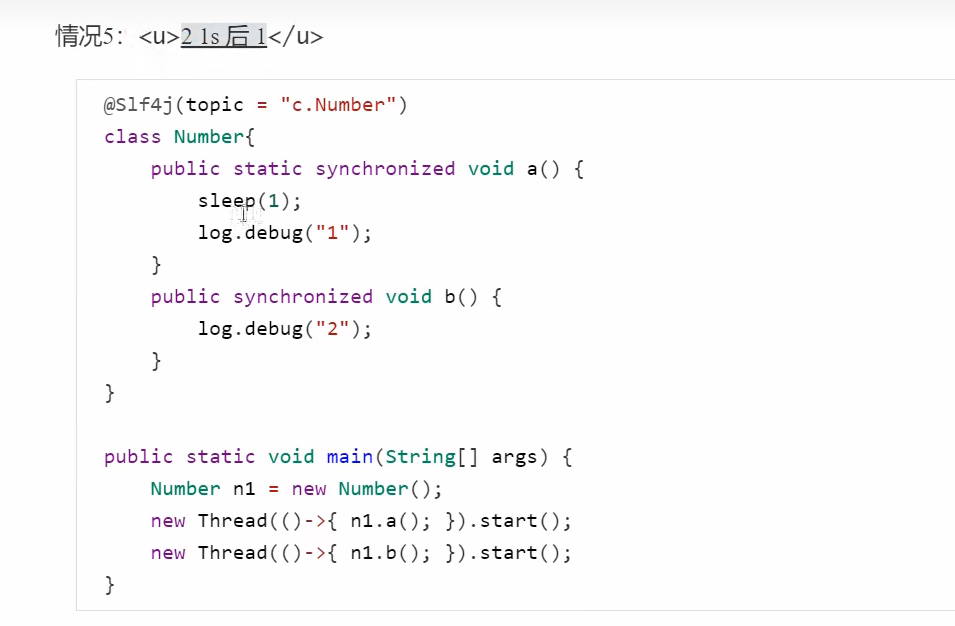 情况5：<u>2 1s 后 1</u>
@Slf4j(topic = "c.Number")
class Number{
    public static synchronized void a() {
        sleep(1);
        log.debug("1");
    }
    public synchronized void b() {
        log.debug("2");
    }
}
public static void main(String[] args) {
    Number n1 = new Number();
    new Thread(()->{ n1.a(); }).start();
    new Thread(()->{ n1.b(); }).start();
}